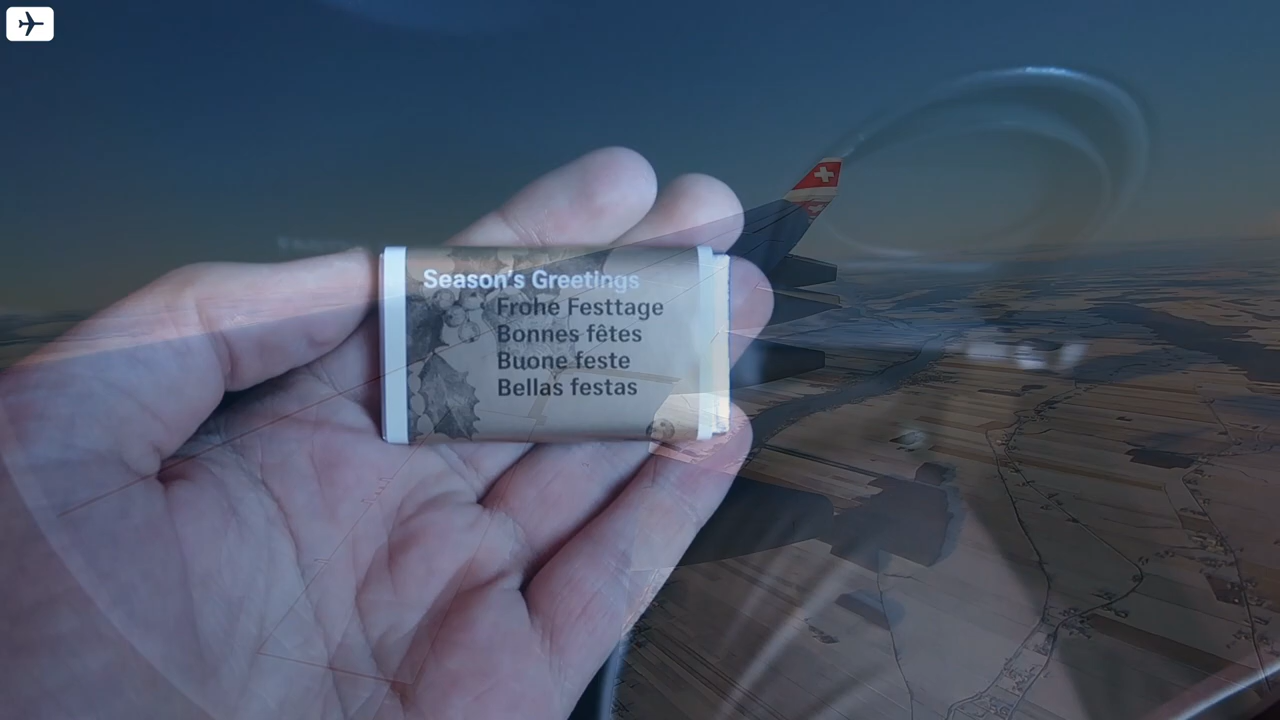 Season's Greetings
Frohe Festtage
Bonnes fêtes
Buone feste
Bellas festas